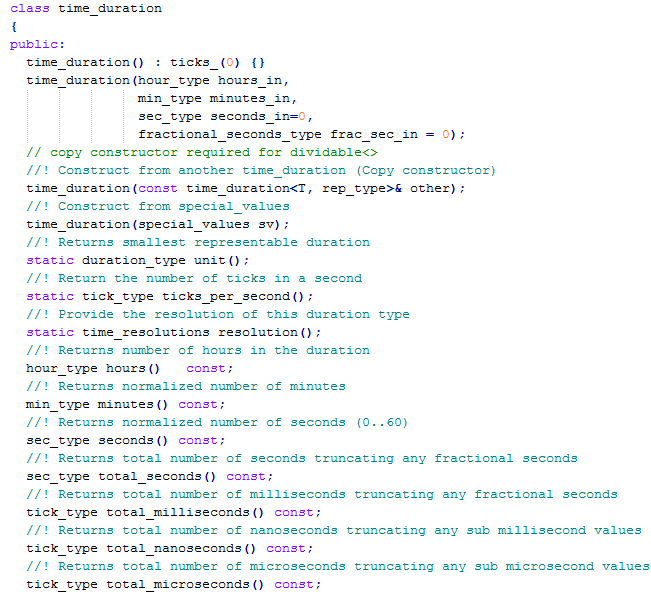 class time_duration
{
public:
  time_duration() : ticks_(0) {}
  time_duration(hour_type hours_in,
                min_type minutes_in,
                sec_type seconds_in=0,
                fractional_seconds_type frac_sec_in = 0);
  // copy constructor required for dividable<>
  //! Construct from another time_duration (Copy constructor)
  time_duration(const time_duration<T, rep_type>& other);
  //! Construct from special_values
  time_duration(special_values sv);
  //! Returns smallest representable duration
  static duration_type unit();
  //! Return the number of ticks in a second
  static tick_type ticks_per_second();
  //! Provide the resolution of this duration type
  static time_resolutions resolution();
  //! Returns number of hours in the duration
  hour_type hours()   const;
  //! Returns normalized number of minutes
  min_type minutes() const;
  //! Returns normalized number of seconds (0..60)
  sec_type seconds() const;
  //! Returns total number of seconds truncating any fractional seconds
  sec_type total_seconds() const;
  //! Returns total number of milliseconds truncating any fractional seconds
  tick_type total_milliseconds() const;
  //! Returns total number of nanoseconds truncating any sub millisecond values
  tick_type total_nanoseconds() const;
  //! Returns total number of microseconds truncating any sub microsecond values
  tick_type total_microseconds() const;